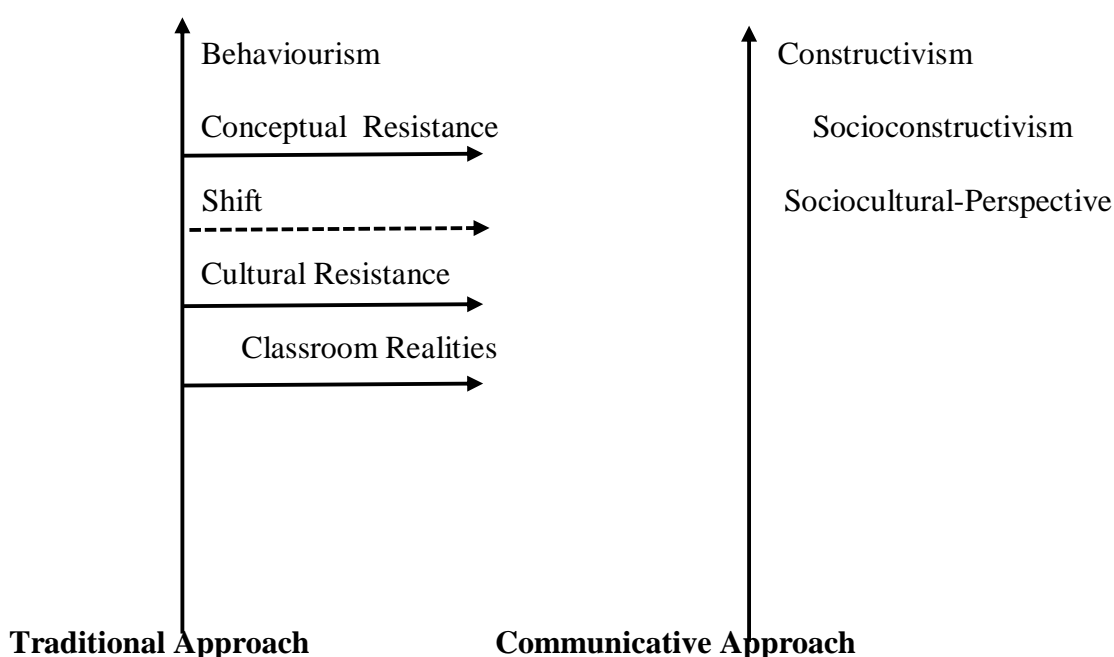 Behaviourism
Constructivism
Conceptual Resistance
Socioconstructivism
Shift
Sociocultural-Perspective
Cultural Resistance
Classroom Realities
Traditional Approach
Communicative Approach